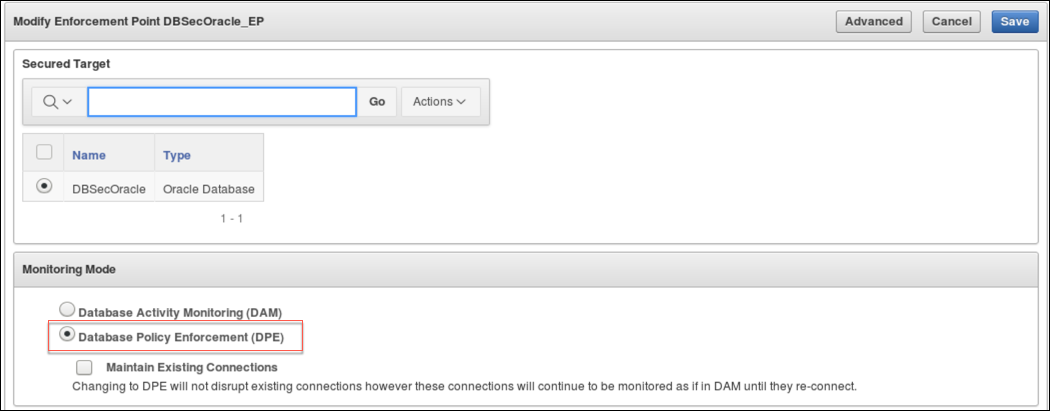 Modify Enforcement Point DBSecOracle_EP
Advanced
Cancel
Save
Secured Target
Go
Actions
Name
Type
DBSecOracle
Oracle Database
1 - 1
Monitoring Mode
Database Activity Monitoring (DAM)
Database Policy Enforcement (DPE)
Maintain Existing Connections
Changing to DPE will not disrupt existing connections however these connections will continue to be monitored as if in DAM until they re-connect.